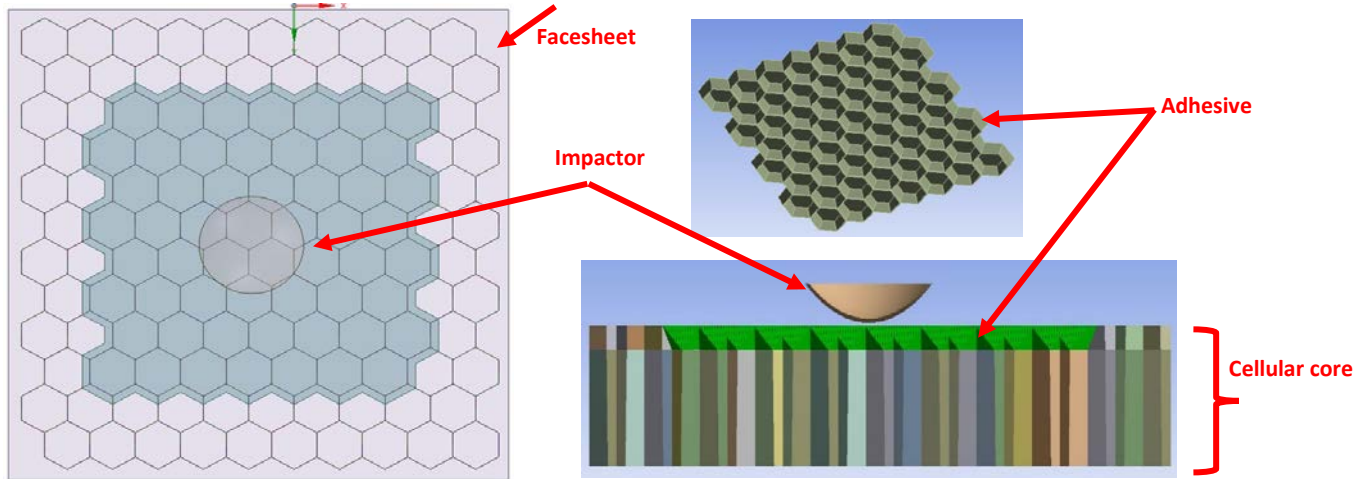 x
Facesheet
Adhesive
Impactor
Cellular core